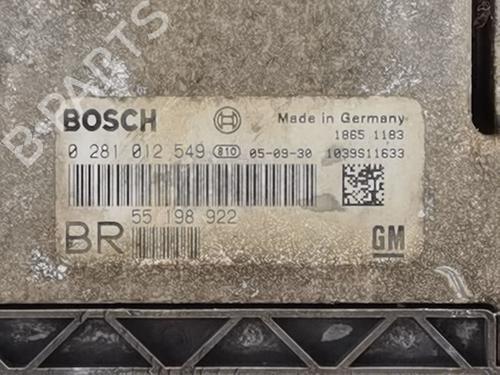 B-PARTS
BOSCH
Made in Germany
1865 1183
0 281 012 549 810 05-09-30 1039S11633
55 198 922
BR
GM